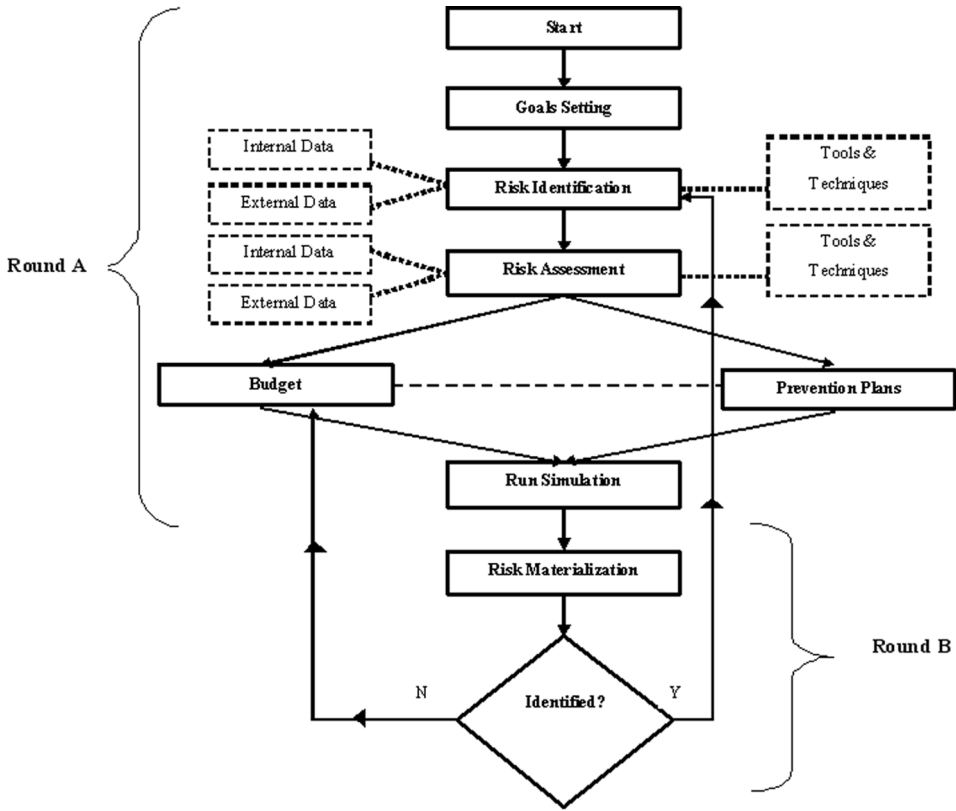 Start
Goals Setting
Internal Data
Tools &
Techniques
Risk Identification
External Data
Internal Data
Tools &
Techniques
Round A
Risk Assessment
External Data
Budget
Prevention Plans
Run Simulation
Risk Materialization
Round B
N
Identified?
Y